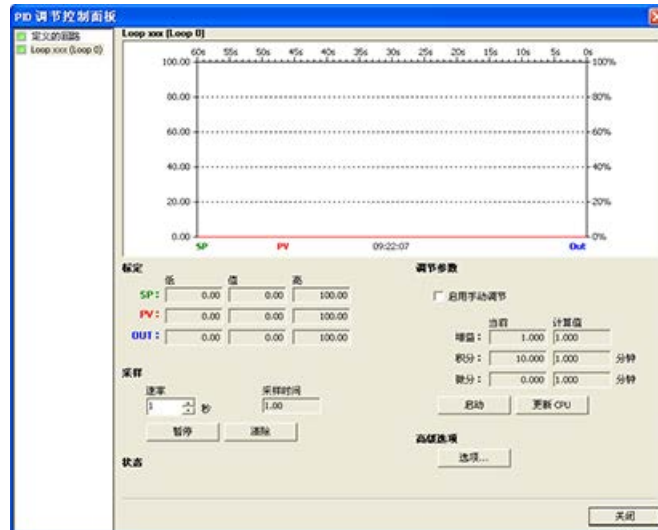 PID 调节控制面板
定义的回路
Loop xxx (Loop 0)
Loop xxx (Loop 0)
60s 55s 50s 45s 40s 35s 30s 25s 20s 15s 10s 5s 0s
100.00 100%
80.00 80%
60.00 60%
40.00 40%
20.00 20%
0.00 0%
SP PV 09:22:07 Out
标定
低 值 高
SP: 0.00 0.00 100.00
PV: 0.00 0.00 100.00
OUT: 0.00 0.00 100.00
采样
速率 采样时间
1 秒 1.00
暂停 清除
状态
调节参数
启用手动调节
当前 计算值
增益: 1.000 1.000
积分: 10.000 1.000 分钟
微分: 0.000 1.000 分钟
启动 更新 CPU
高级选项
选项...
关闭